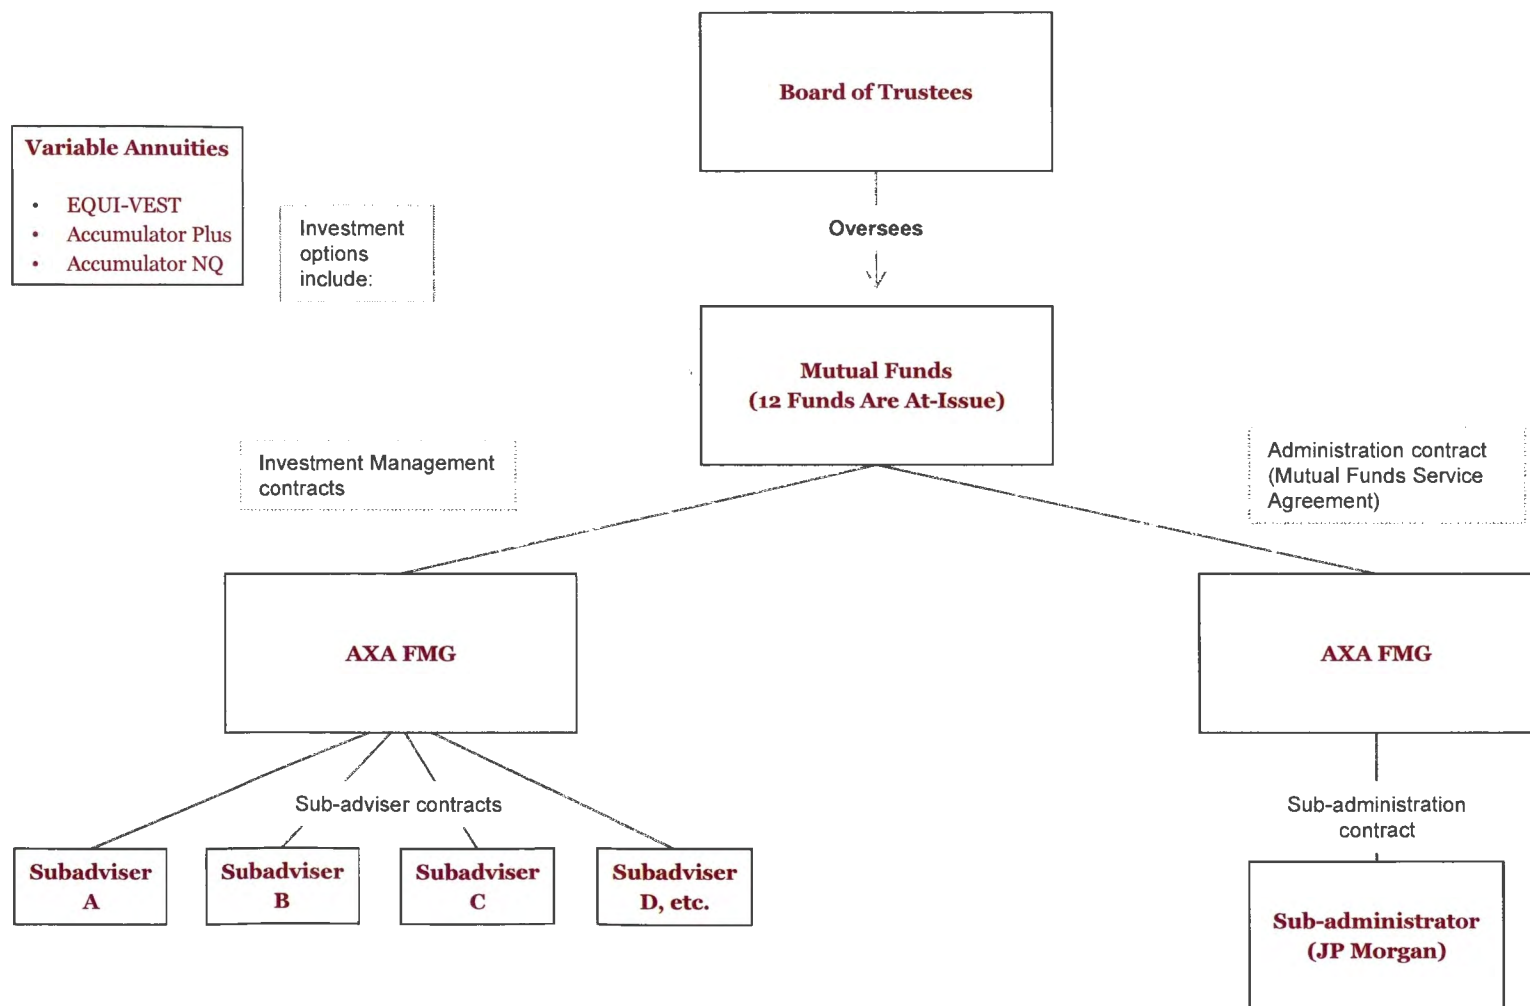 Board of Trustees
Variable Annuities
• EQUI-VEST
• Accumulator Plus
• Accumulator NQ
Investment
options
include:
Oversees
Mutual Funds
(12 Funds Are At-Issue)
Investment Management
contracts
Administration contract
(Mutual Funds Service
Agreement)
AXA FMG
AXA FMG
Sub-adviser contracts
Sub-administration
contract
Subadviser
A
Subadviser
B
Subadviser
C
Subadviser
D, etc.
Sub-administrator
(JP Morgan)